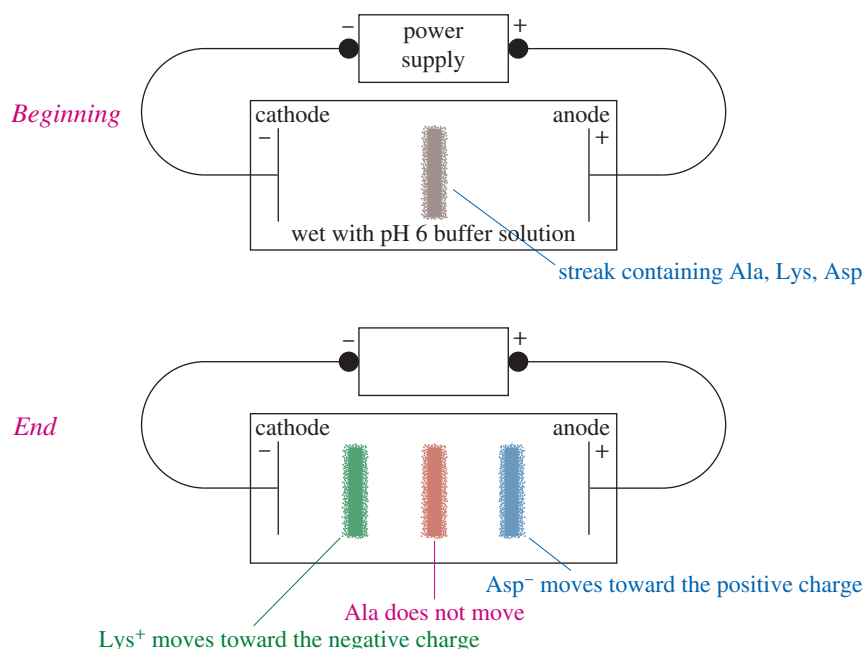 − power +
supply
Beginning
cathode anode
− +
wet with pH 6 buffer solution
streak containing Ala, Lys, Asp
− +
End
cathode anode
− +
Asp⁻ moves toward the positive charge
Ala does not move
Lys⁺ moves toward the negative charge